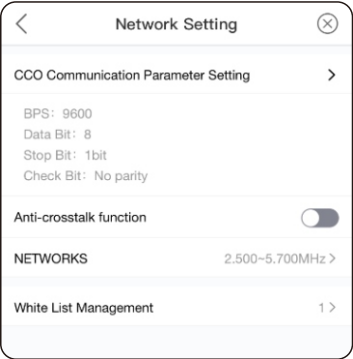 Network Setting
CCO Communication Parameter Setting
BPS: 9600
Data Bit: 8
Stop Bit: 1bit
Check Bit: No parity
Anti-crosstalk function
NETWORKS 2.500~5.700MHz
White List Management 1